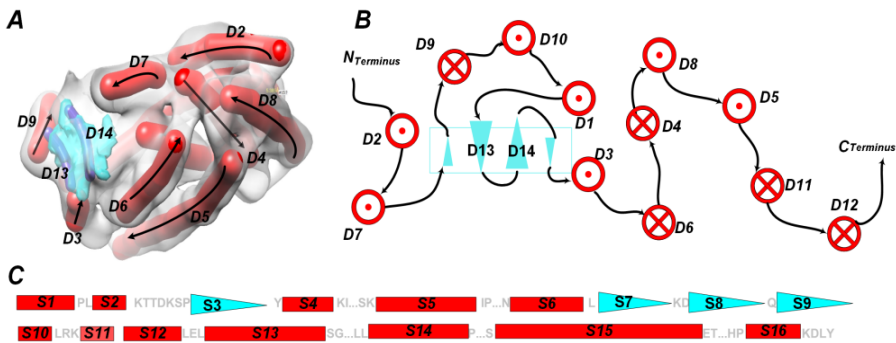 A
D2
D7
D9
D14
D8
D13
D4
D6
D5
D3
B
N Terminus
D9
D10
D8
D2
D1
D5
D13
D14
D4
D3
C Terminus
D11
D7
D6
D12
C
S1 PL S2 KTTDKSP S3 Y S4 KI...SK S5 IP...N S6 L S7 KD S8 Q S9
S10 LRK S11 S12 LEL S13 SG...LL S14 P...S S15 ET...HP S16 KDLY